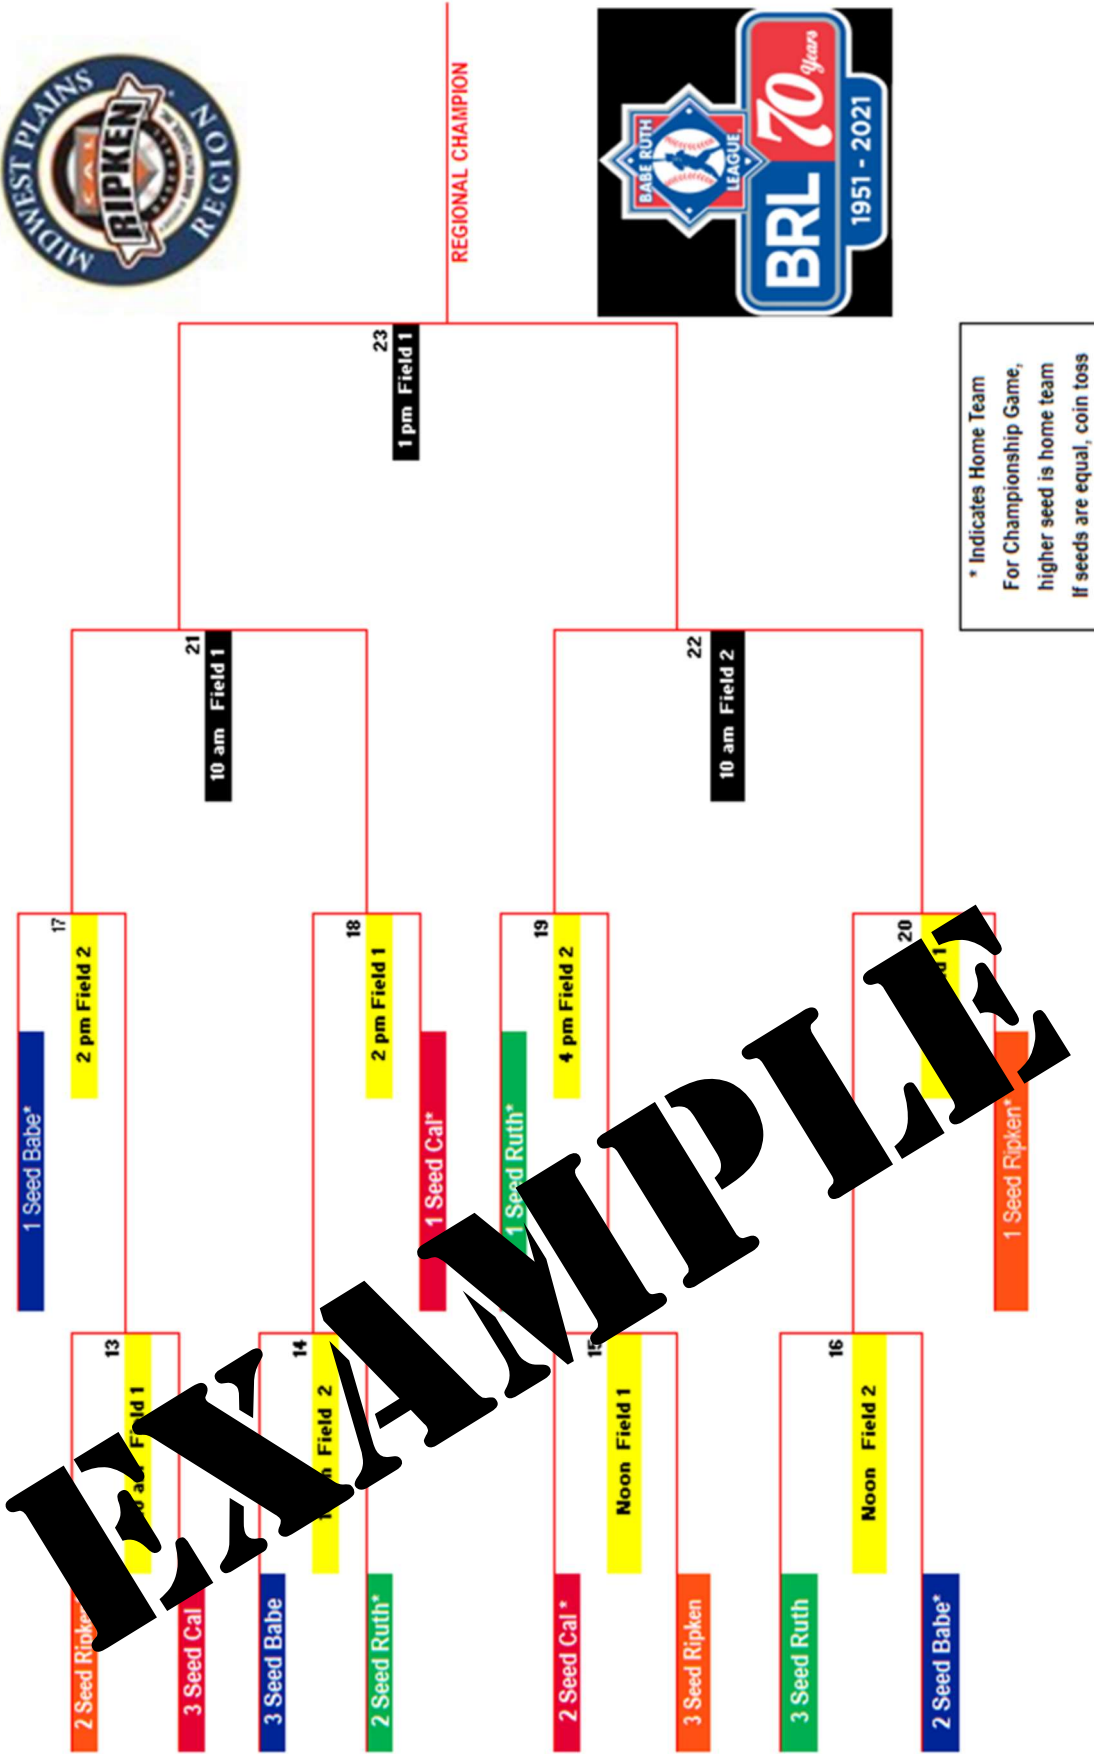 MIDWEST PLAINS
CAL
RIPKEN
REGION
REGIONAL CHAMPION
BABE RUTH
LEAGUE
BRL
70 Years
1951 - 2021
23
1 pm Field 1
21
10 am Field 1
22
10 am Field 2
* Indicates Home Team
For Championship Game,
higher seed is home team
If seeds are equal, coin toss
1 Seed Babe*
17
2 pm Field 2
18
2 pm Field 1
1 Seed Cal*
1 Seed Ruth*
19
4 pm Field 2
20
1 Seed Ripken*
2 Seed
13
Field 1
3 Seed Cal
3 Seed Babe
14
Field 2
2 Seed Ruth*
2 Seed Cal *
15
Noon Field 1
3 Seed Ripken
3 Seed Ruth
16
Noon Field 2
2 Seed Babe*
EXAMPLE